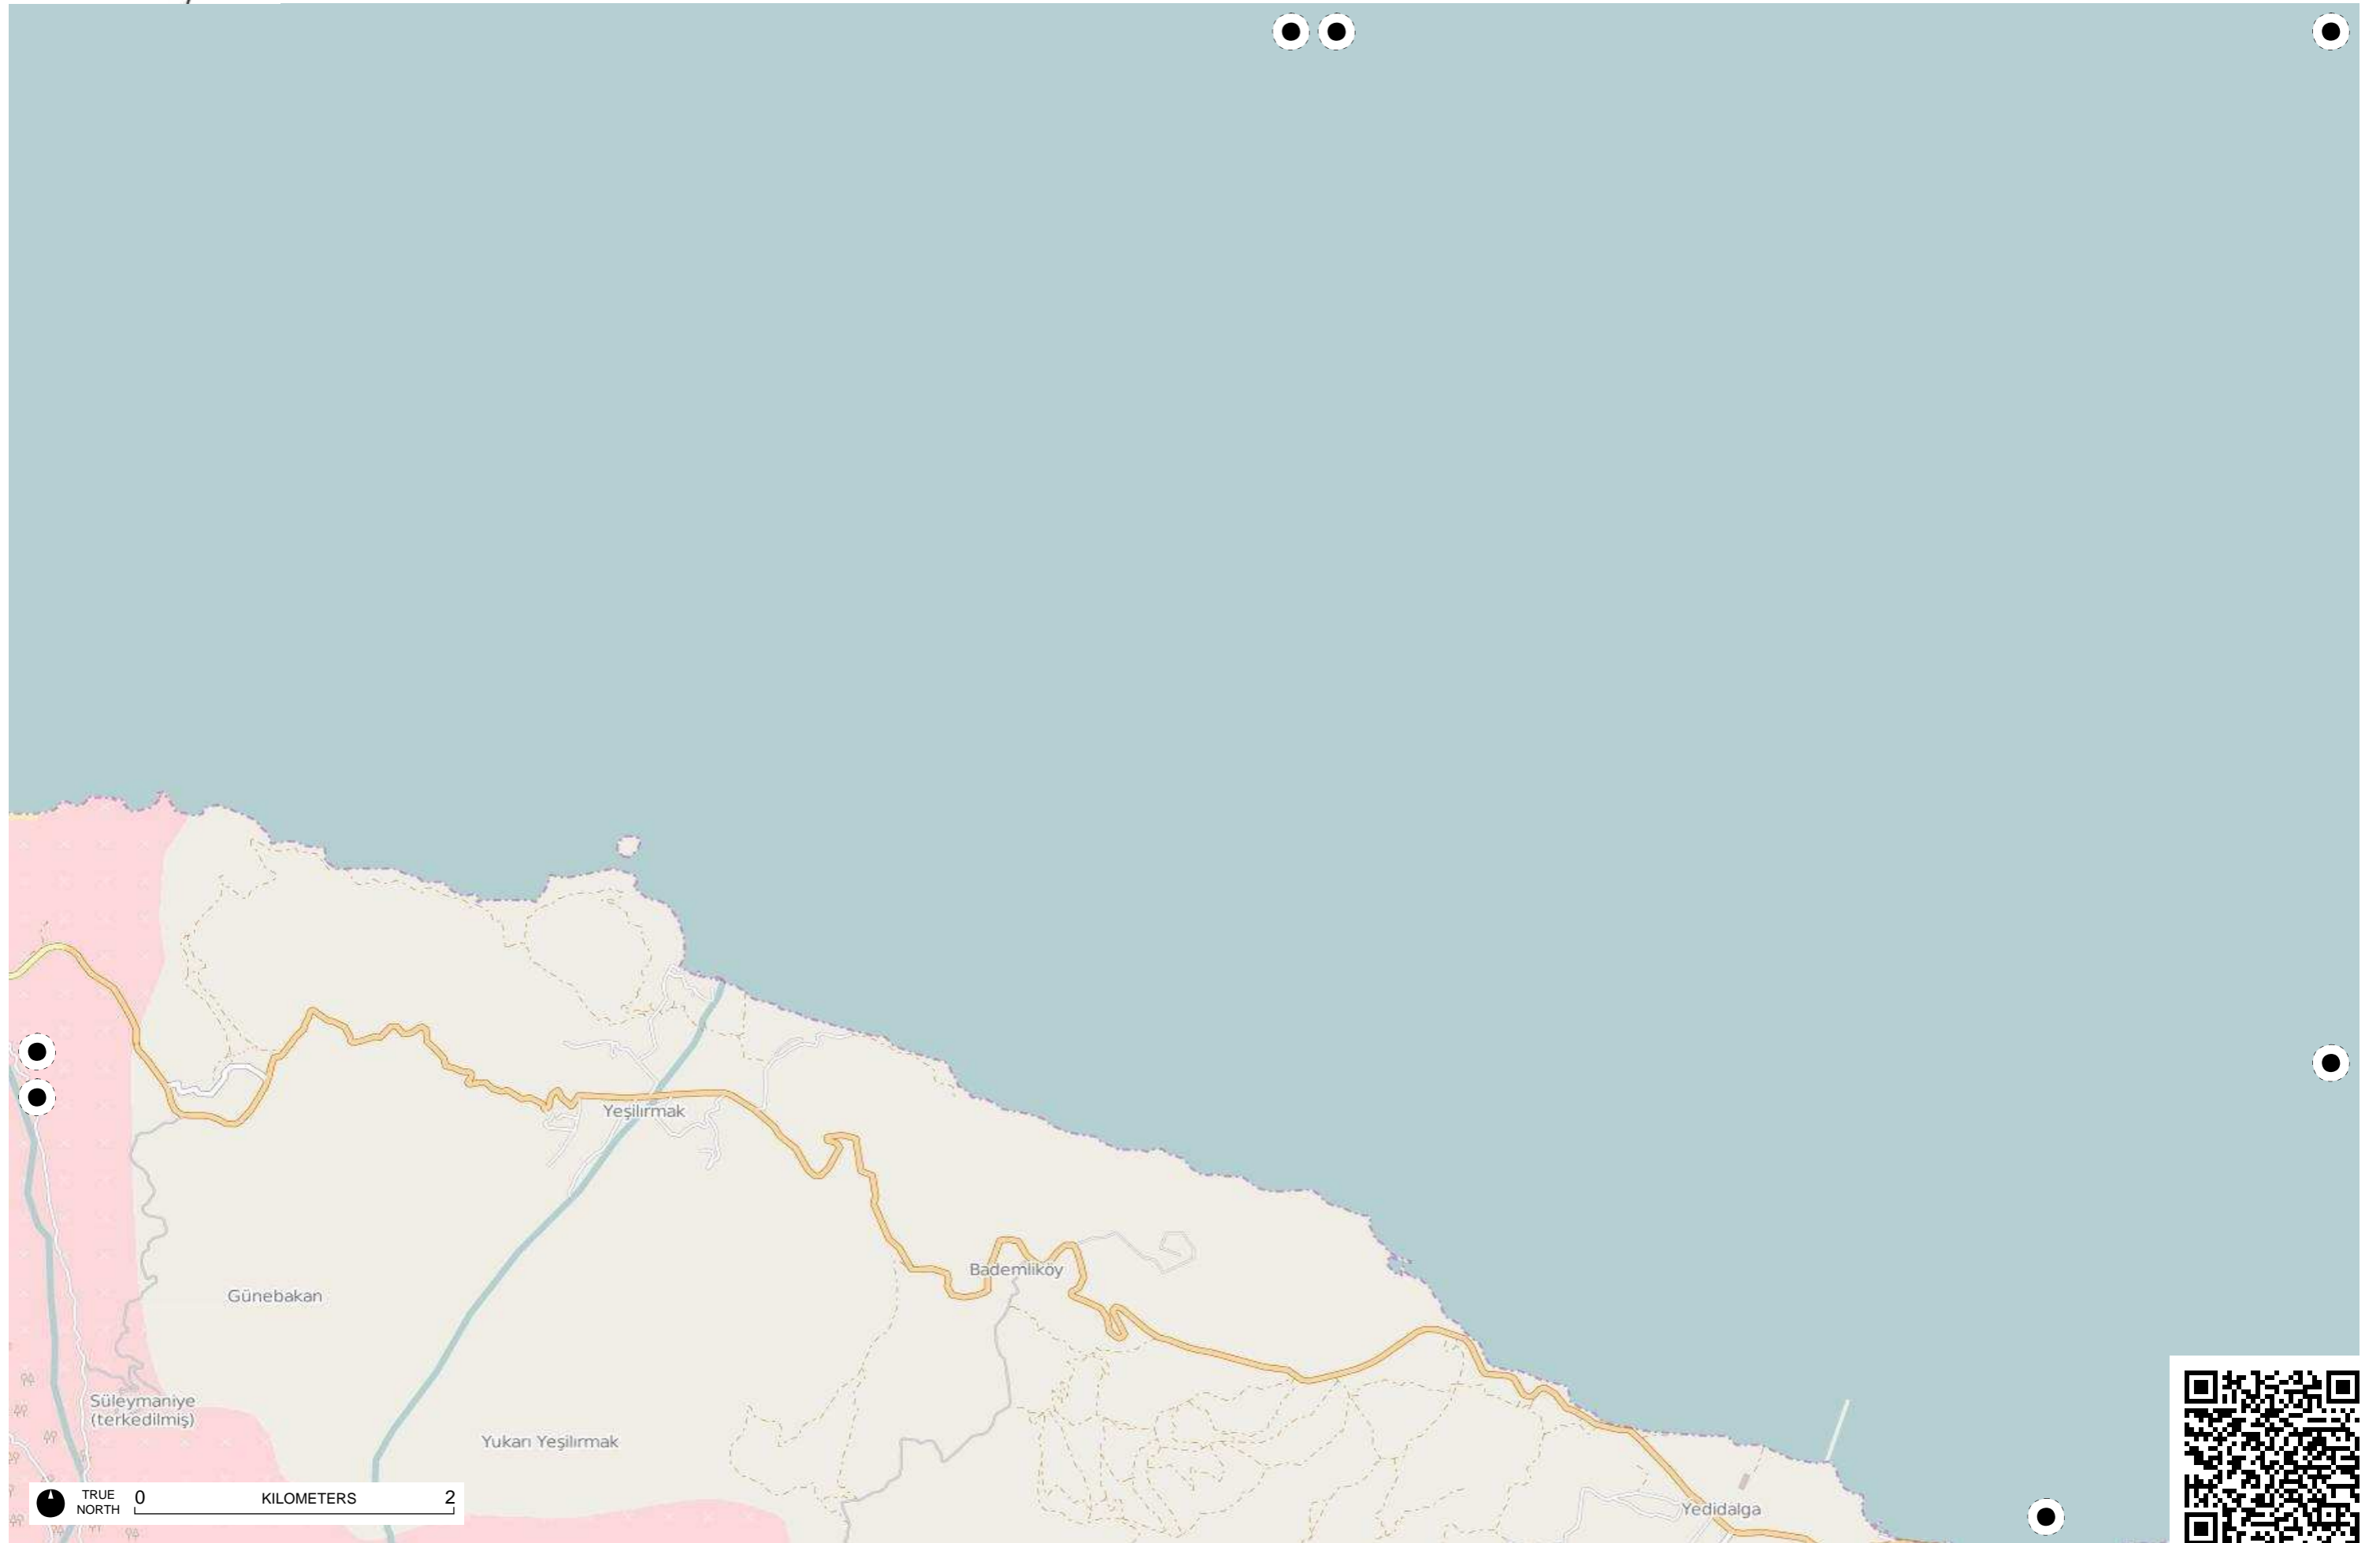 Yeşilırmak
Bademliköy
Günebakan
Süleymaniye
(terkedilmiş)
Yukarı Yeşilırmak
Yedidalga
TRUE
NORTH
0
KILOMETERS
2